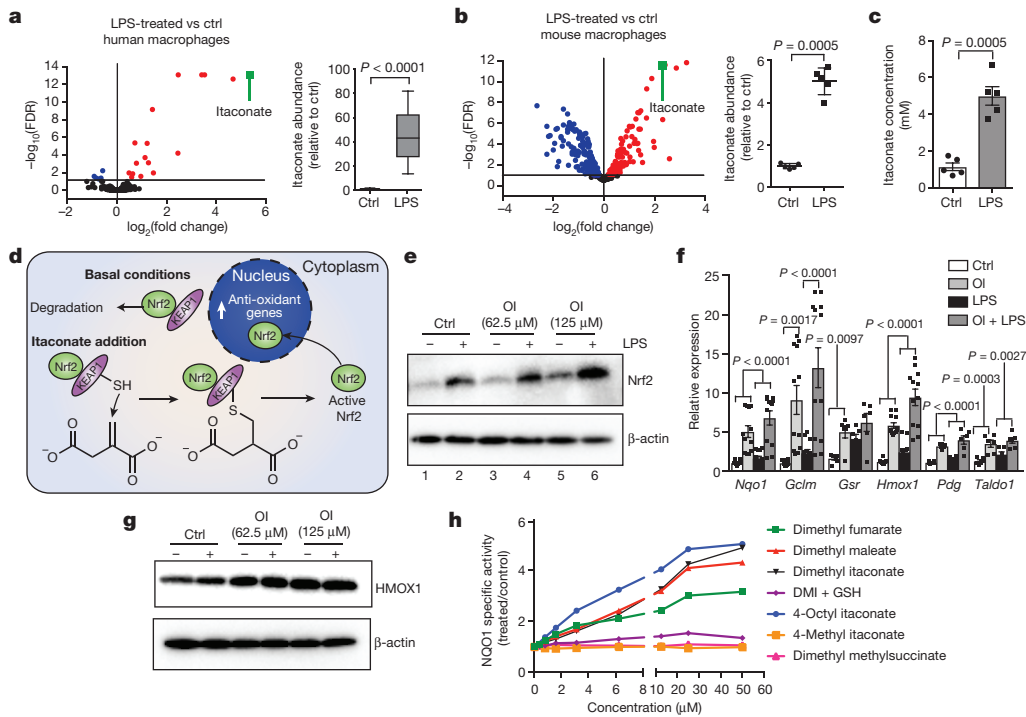 a
LPS-treated vs ctrl
human macrophages
14
12
10
8
6
4
2
0
−log10(FDR)
Itaconate
−2
0
2
4
6
log2(fold change)
Itaconate abundance
(relative to ctrl)
100
80
60
40
20
0
P < 0.0001
Ctrl
LPS
b
LPS-treated vs ctrl
mouse macrophages
12
10
8
6
4
2
0
−log10(FDR)
Itaconate
−4
−2
0
2
4
log2(fold change)
Itaconate abundance
(relative to ctrl)
P = 0.0005
6
4
2
0
Ctrl
LPS
c
P = 0.0005
Itaconate concentration
(mM)
8
6
4
2
0
Ctrl
LPS
d
Cytoplasm
Basal conditions
Nucleus
Anti-oxidant
genes
Nrf2
Degradation
Nrf2
KEAP1
Itaconate addition
Nrf2
KEAP1
SH
Nrf2
KEAP1
S
Nrf2
Active
Nrf2
−O
O
O
O−
−O
O
O
O−
e
Ctrl
OI
(62.5 μM)
OI
(125 μM)
− + − + − + LPS
Nrf2
β-actin
1 2 3 4 5 6
f
Ctrl
OI
LPS
OI + LPS
Relative expression
25
20
15
10
5
0
P < 0.0001
P = 0.0017
P < 0.0001
P = 0.0097
P < 0.0001
P < 0.0001
P = 0.0003
P = 0.0027
Nqo1 Gclm Gsr Hmox1 Pdg Taldo1
g
Ctrl
OI
(62.5 μM)
OI
(125 μM)
− + − + − +
HMOX1
β-actin
h
NQO1 specific activity
(treated/control)
6
4
2
0
0 2 4 6 8 10 20 30 40 50 60
Concentration (μM)
Dimethyl fumarate
Dimethyl maleate
Dimethyl itaconate
DMI + GSH
4-Octyl itaconate
4-Methyl itaconate
Dimethyl methylsuccinate